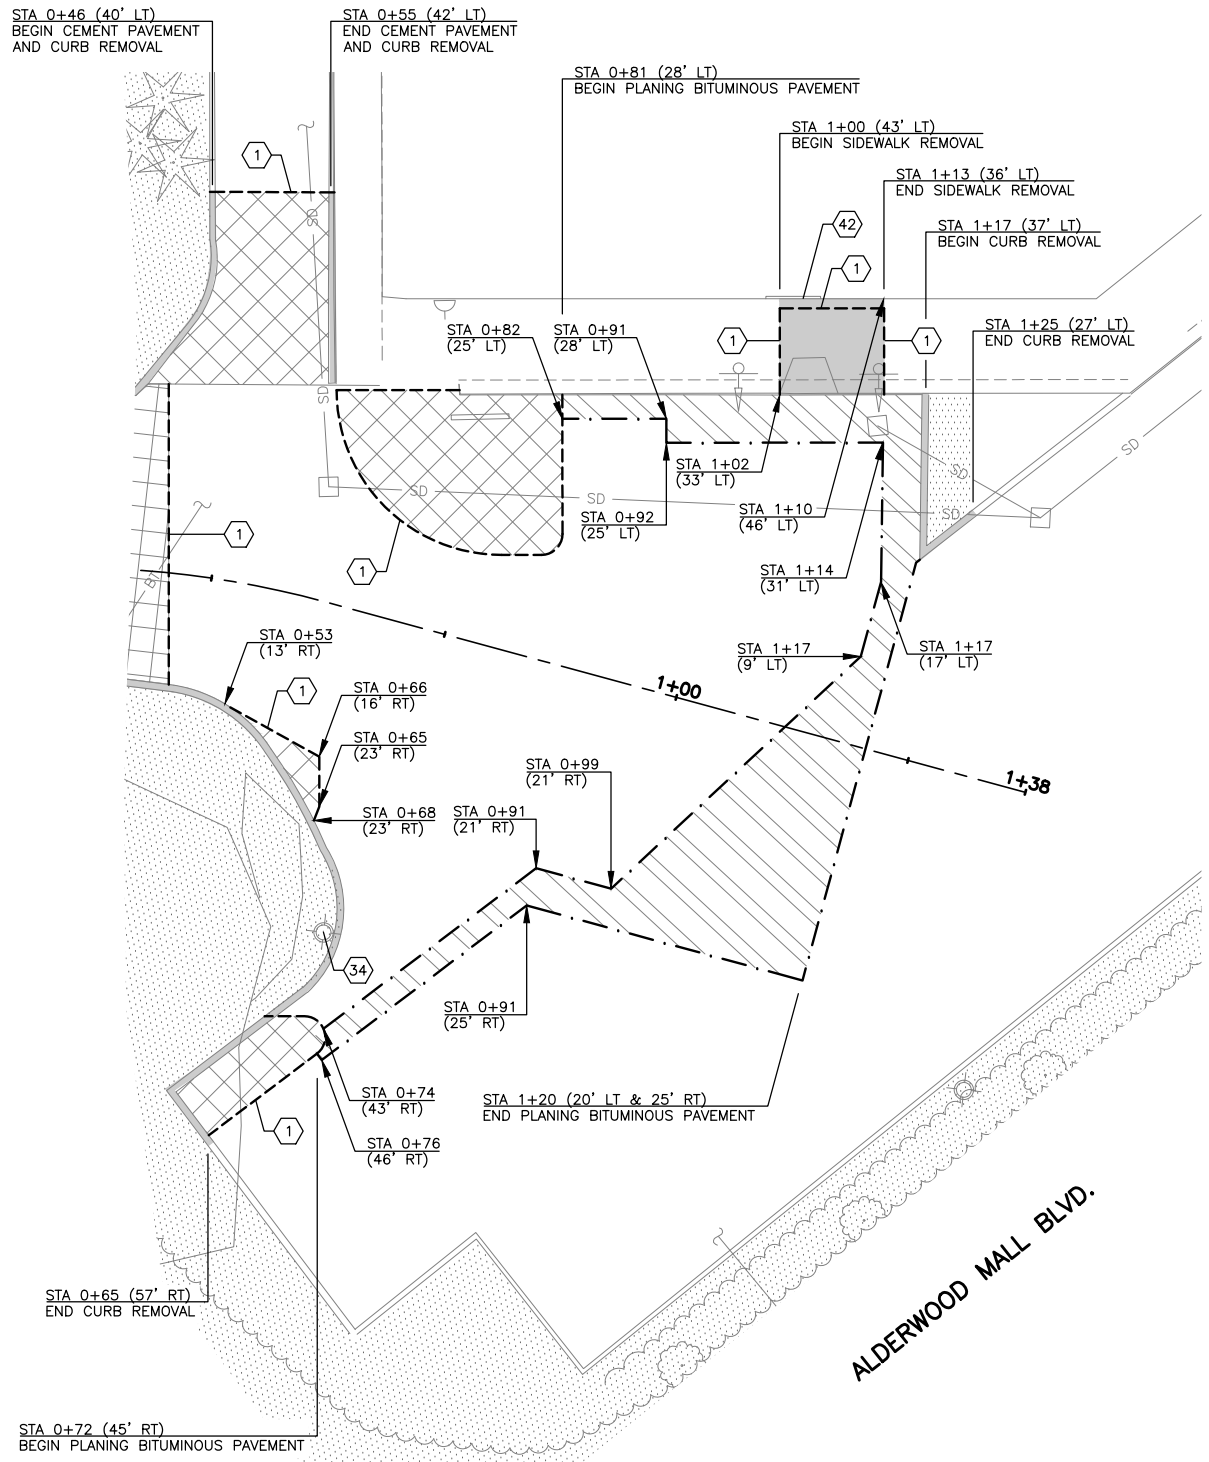 STA 0+46 (40' LT)
BEGIN CEMENT PAVEMENT
AND CURB REMOVAL
STA 0+55 (42' LT)
END CEMENT PAVEMENT
AND CURB REMOVAL
STA 0+81 (28' LT)
BEGIN PLANING BITUMINOUS PAVEMENT
STA 1+00 (43' LT)
BEGIN SIDEWALK REMOVAL
1
STA 1+13 (36' LT)
END SIDEWALK REMOVAL
SD
42
STA 1+17 (37' LT)
BEGIN CURB REMOVAL
1
STA 0+82
(25' LT)
STA 0+91
(28' LT)
1
1
STA 1+25 (27' LT)
END CURB REMOVAL
SD
SD
STA 1+02
(33' LT)
SD
SD
SD
SD
STA 0+92
(25' LT)
STA 1+10
(46' LT)
1
1
STA 1+14
(31' LT)
BT
STA 0+53
(13' RT)
STA 1+17
(9' LT)
STA 1+17
(17' LT)
1
STA 0+66
(16' RT)
1+00
STA 0+65
(23' RT)
STA 0+99
(21' RT)
1+38
STA 0+68
(23' RT)
STA 0+91
(21' RT)
34
STA 0+91
(25' RT)
STA 0+74
(43' RT)
STA 1+20 (20' LT & 25' RT)
END PLANING BITUMINOUS PAVEMENT
1
STA 0+76
(46' RT)
ALDERWOOD MALL BLVD.
STA 0+65 (57' RT)
END CURB REMOVAL
STA 0+72 (45' RT)
BEGIN PLANING BITUMINOUS PAVEMENT